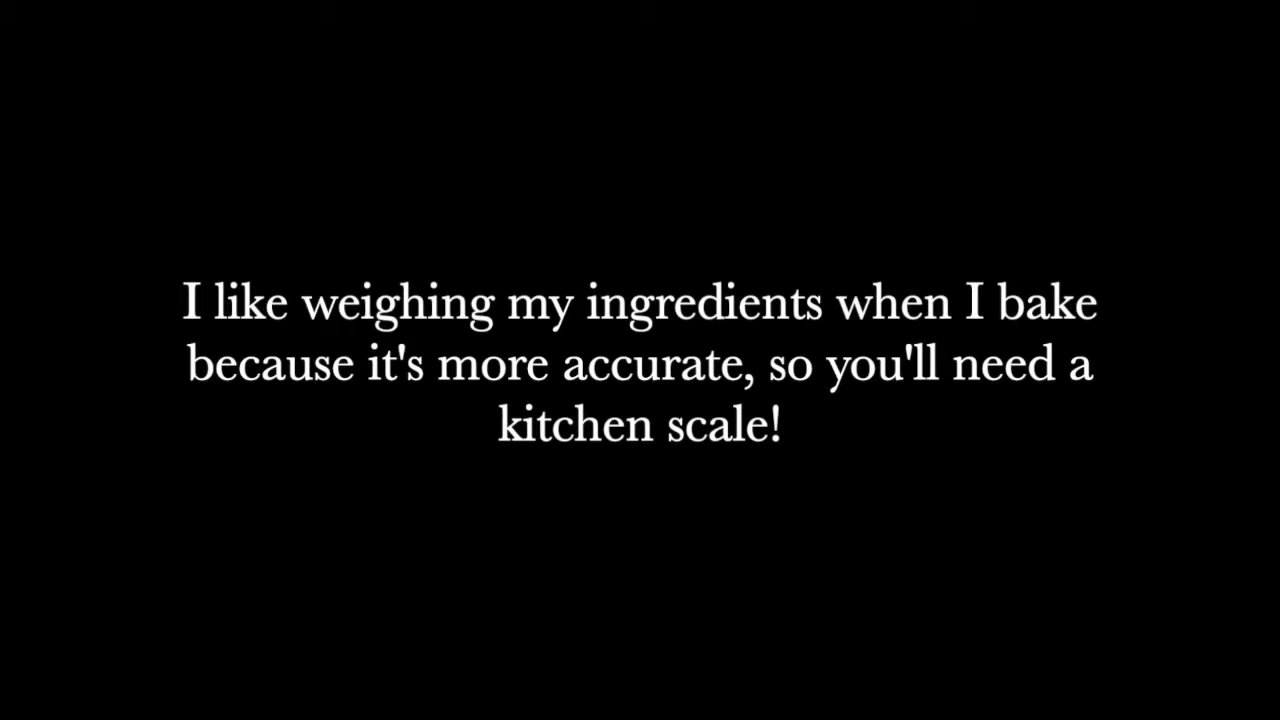 I like weighing my ingredients when I bake
because it's more accurate, so you'll need a
kitchen scale!